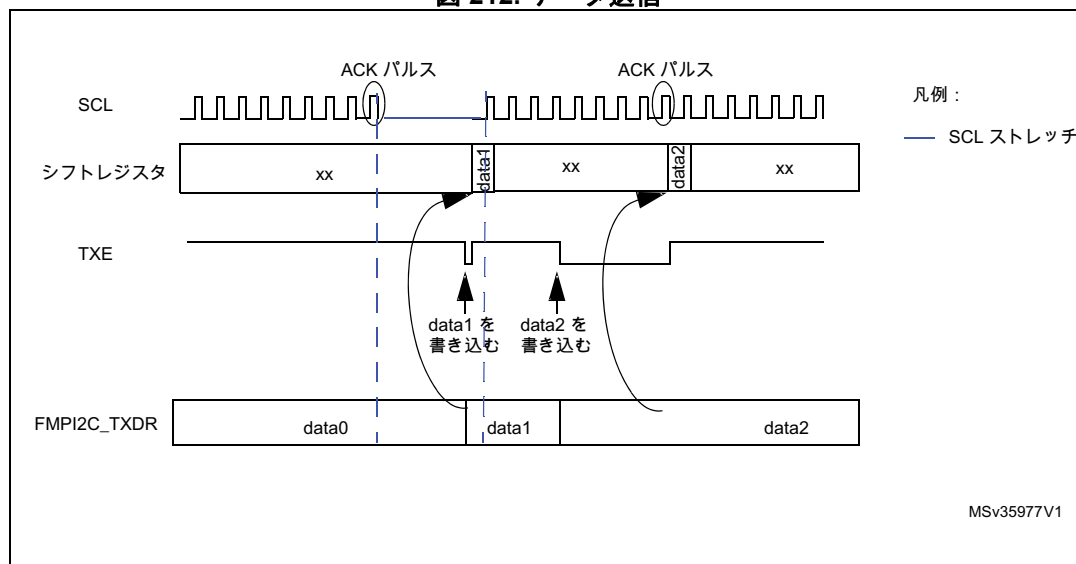 図 212. データ送信
ACK パルス
ACK パルス
SCL
凡例：
SCL ストレッチ
シフトレジスタ
xx
data1
xx
data2
xx
TXE
data1 を
書き込む
data2 を
書き込む
FMPI2C_TXDR
data0
data1
data2
MSv35977V1